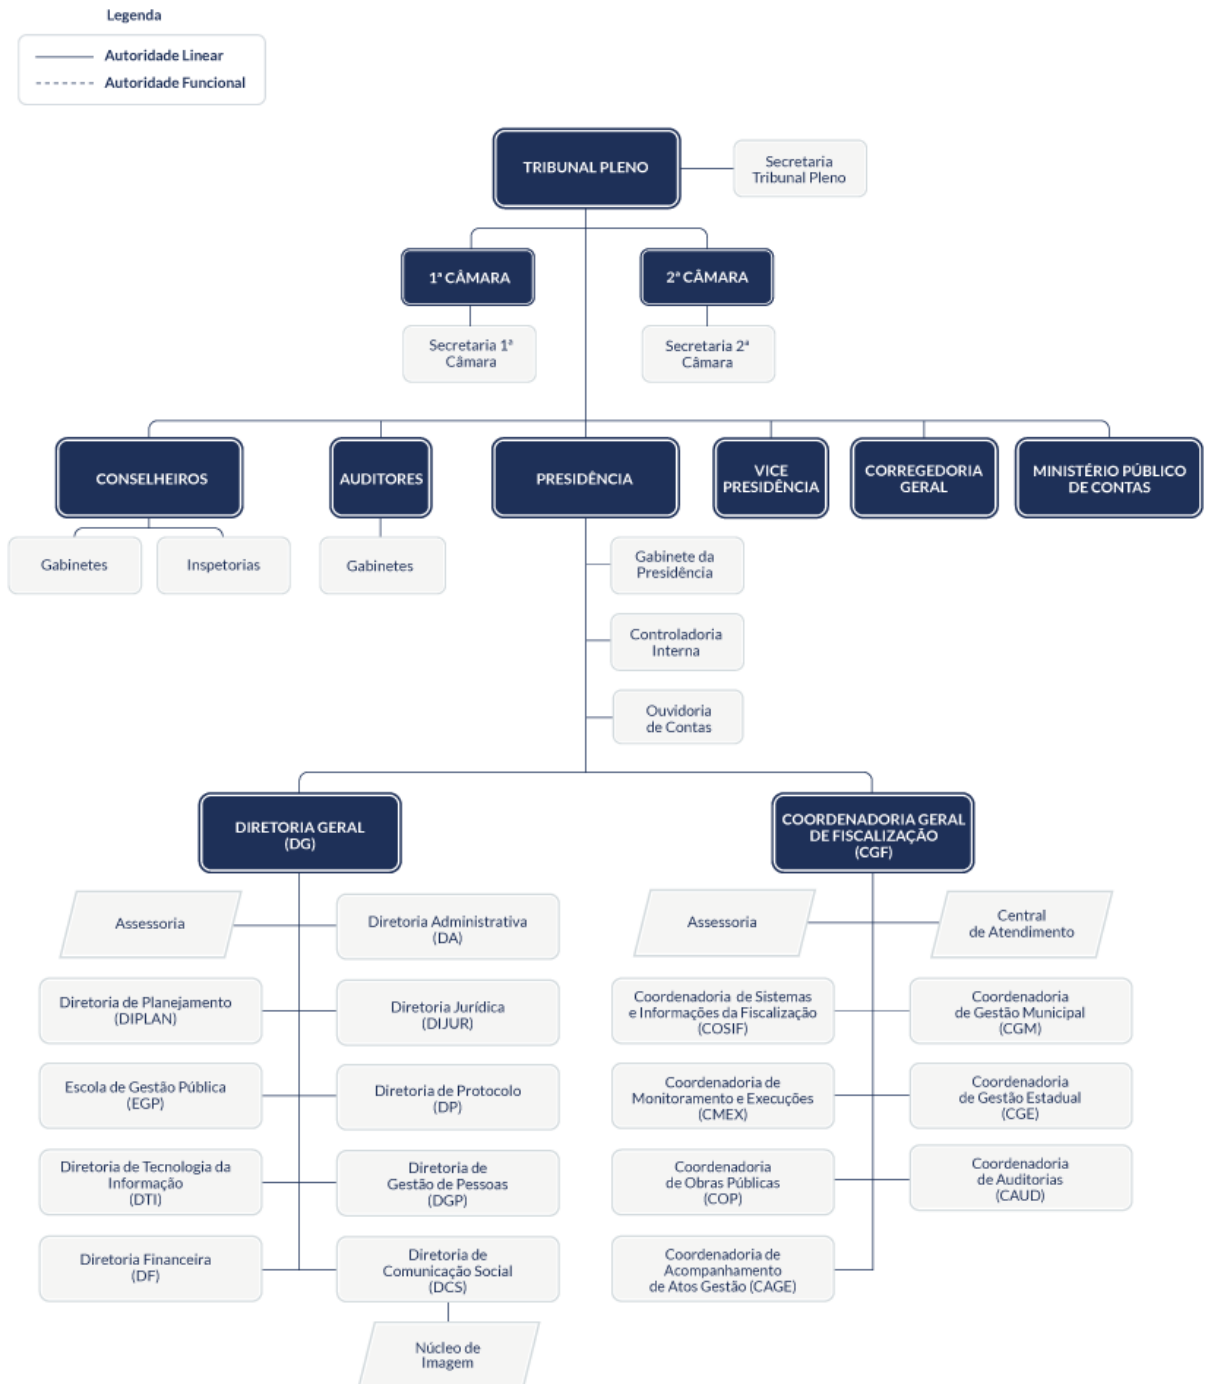 Legenda
Autoridade Linear
Autoridade Funcional
TRIBUNAL PLENO
Secretaria
Tribunal Pleno
1ª CÂMARA
2ª CÂMARA
Secretaria 1ª
Câmara
Secretaria 2ª
Câmara
CONSELHEIROS
AUDITORES
PRESIDÊNCIA
VICE
PRESIDÊNCIA
CORREGEDORIA
GERAL
MINISTÉRIO PÚBLICO
DE CONTAS
Gabinetes
Inspetorias
Gabinetes
Gabinete da
Presidência
Controladoria
Interna
Ouvidoria
de Contas
DIRETORIA GERAL
(DG)
COORDENADORIA GERAL
DE FISCALIZAÇÃO
(CGF)
Assessoria
Diretoria Administrativa
(DA)
Diretoria de Planejamento
(DIPLAN)
Diretoria Jurídica
(DIJUR)
Escola de Gestão Pública
(EGP)
Diretoria de Protocolo
(DP)
Diretoria de Tecnologia da
Informação
(DTI)
Diretoria de
Gestão de Pessoas
(DGP)
Diretoria Financeira
(DF)
Diretoria de
Comunicação Social
(DCS)
Núcleo de
Imagem
Assessoria
Central
de Atendimento
Coordenadoria de Sistemas
e Informações da Fiscalização
(COSIF)
Coordenadoria
de Gestão Municipal
(CGM)
Coordenadoria de
Monitoramento e Execuções
(CMEX)
Coordenadoria
de Gestão Estadual
(CGE)
Coordenadoria
de Obras Públicas
(COP)
Coordenadoria
de Auditorias
(CAUD)
Coordenadoria de
Acompanhamento
de Atos Gestão (CAGE)